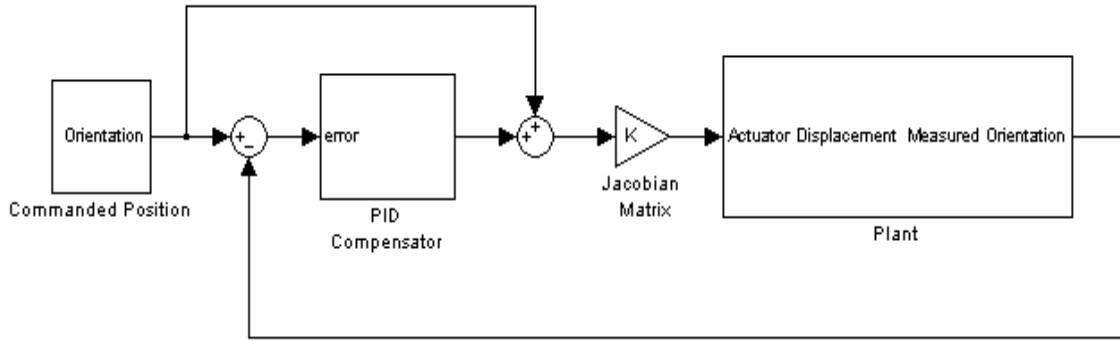 Orientation
Commanded Position
+
−
error
PID
Compensator
+
+
K
Jacobian
Matrix
Actuator Displacement Measured Orientation
Plant